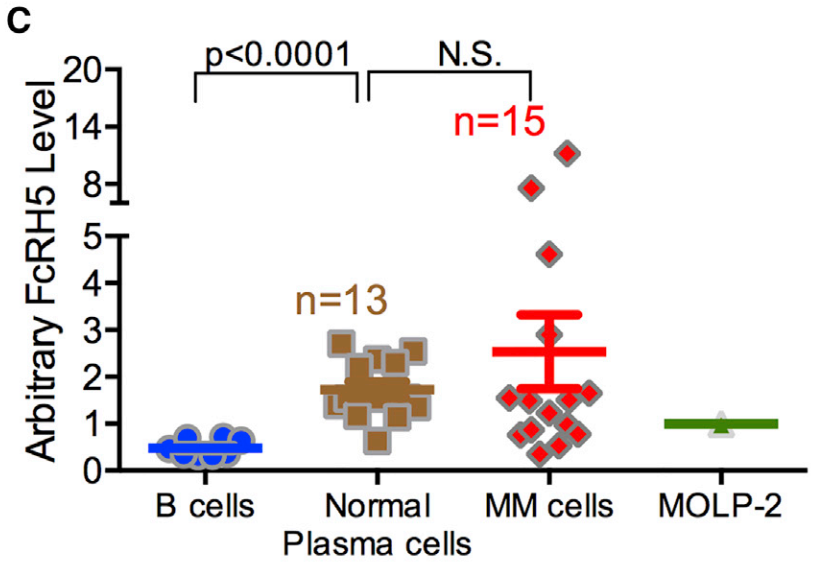 C
p<0.0001
N.S.
n=15
n=13
Arbitrary FcRH5 Level
20
14
8
5
4
3
2
1
0
B cells
Normal
Plasma cells
MM cells
MOLP-2